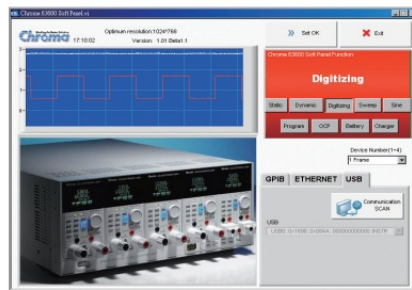 Chroma 63600 Soft Panel.vi
Chroma
17:10:02
Optimum resolution:1024*768
Version: 1.01 Beta1.1
Set OK
Exit
Chroma 63600 Soft Panel Function
Digitizing
Static Dynamic Digitizing Sweep Sine
Program OCP Battery Charger
Device Number(1~4)
1 Frame
GPIB ETHERNET USB
Communication
SCAN
USB